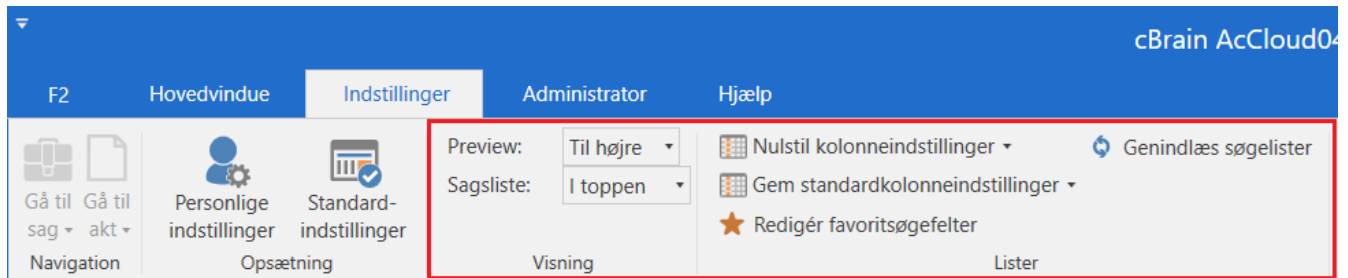 cBrain AcCloud04
F2 Hovedvindue Indstillinger Administrator Hjælp
Gå til sag Gå til akt
Personlige indstillinger
Standard-indstillinger
Preview: Til højre
Sagsliste: I toppen
Nulstil kolonneindstillinger
Gem standardkolonneindstillinger
Redigér favoritsøgefelter
Genindlæs søgelister
Navigation Opsætning Visning Lister